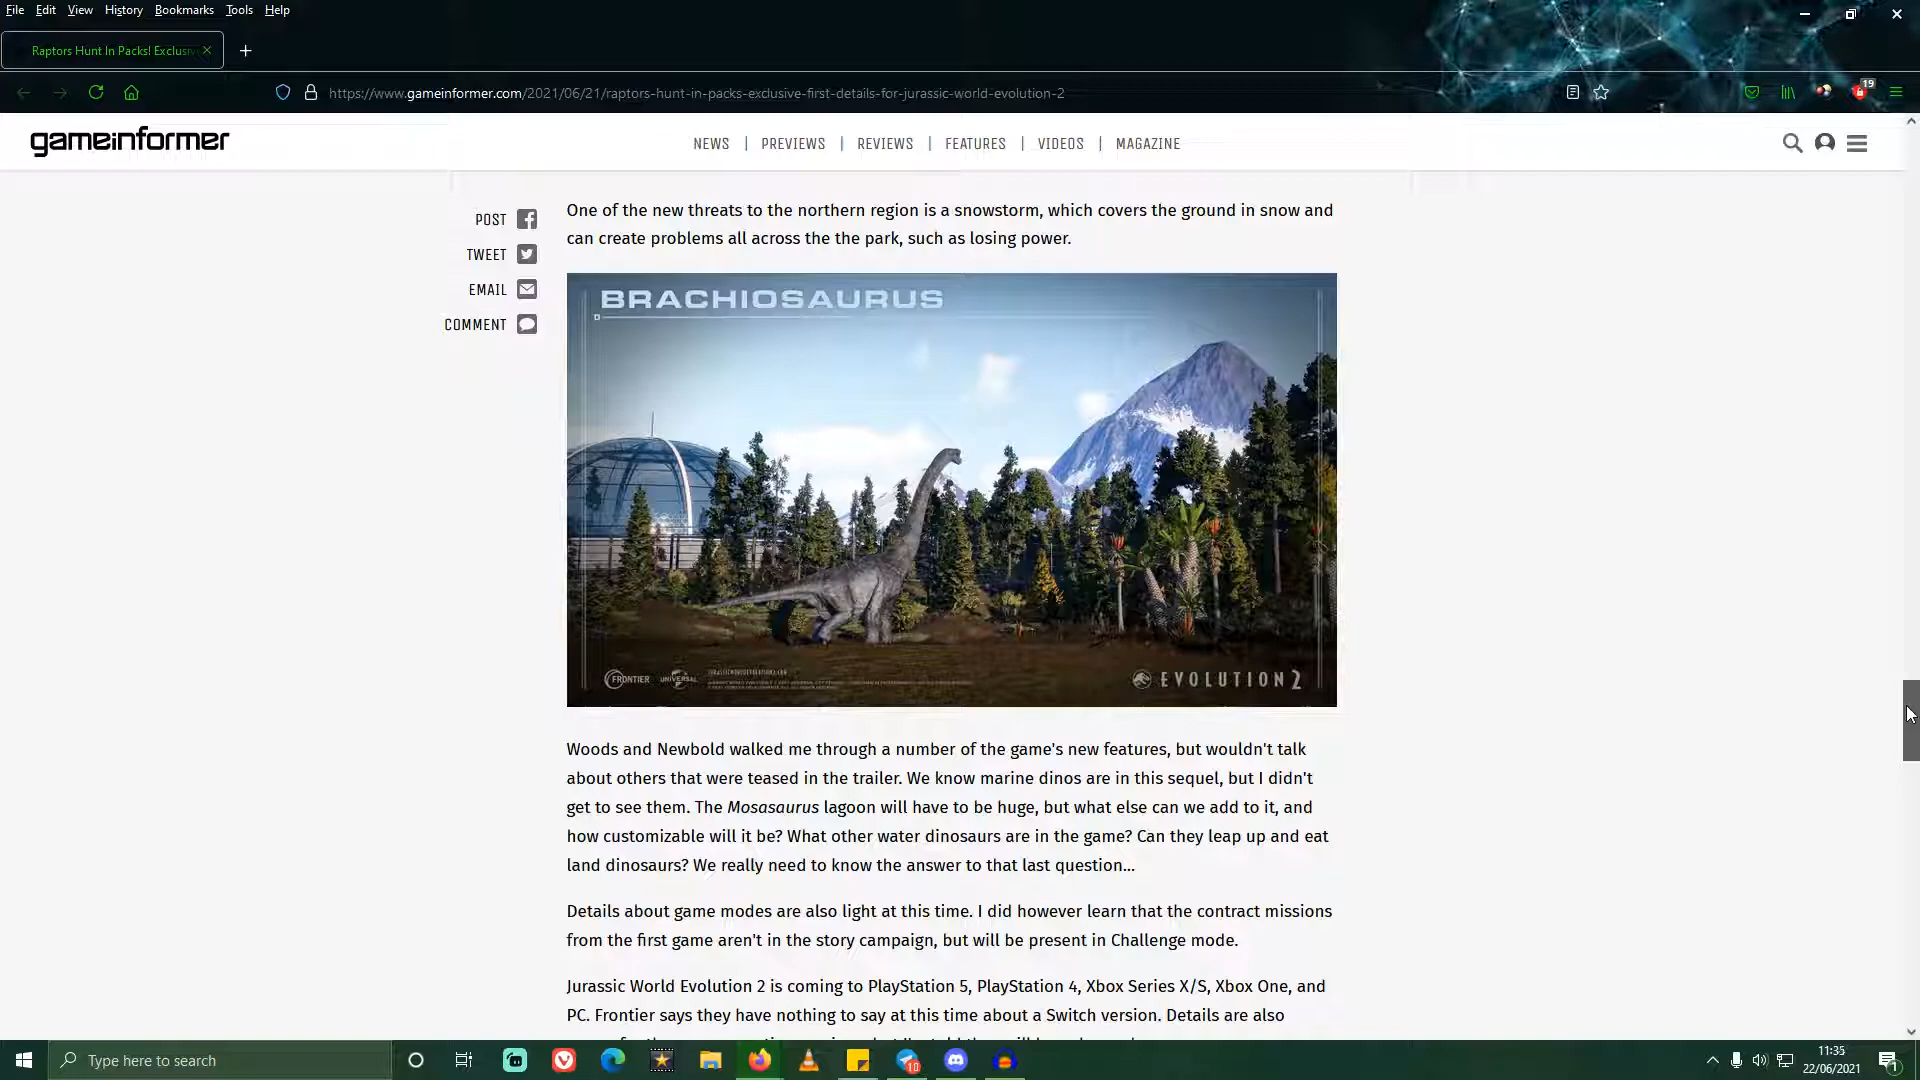 File Edit View History Bookmarks Tools Help
Raptors Hunt In Packs! Exclusiv
https://www.gameinformer.com/2021/06/21/raptors-hunt-in-packs-exclusive-first-details-for-jurassic-world-evolution-2
19
gameinformer
NEWS | PREVIEWS | REVIEWS | FEATURES | VIDEOS | MAGAZINE
POST
TWEET
EMAIL
COMMENT
One of the new threats to the northern region is a snowstorm, which covers the ground in snow and
can create problems all across the the park, such as losing power.
BRACHIOSAURUS
FRONTIER UNIVERSAL
EVOLUTION 2
Woods and Newbold walked me through a number of the game's new features, but wouldn't talk
about others that were teased in the trailer. We know marine dinos are in this sequel, but I didn't
get to see them. The Mosasaurus lagoon will have to be huge, but what else can we add to it, and
how customizable will it be? What other water dinosaurs are in the game? Can they leap up and eat
land dinosaurs? We really need to know the answer to that last question...
Details about game modes are also light at this time. I did however learn that the contract missions
from the first game aren't in the story campaign, but will be present in Challenge mode.
Jurassic World Evolution 2 is coming to PlayStation 5, PlayStation 4, Xbox Series X/S, Xbox One, and
PC. Frontier says they have nothing to say at this time about a Switch version. Details are also
Type here to search
10
11:35
22/06/2021
1